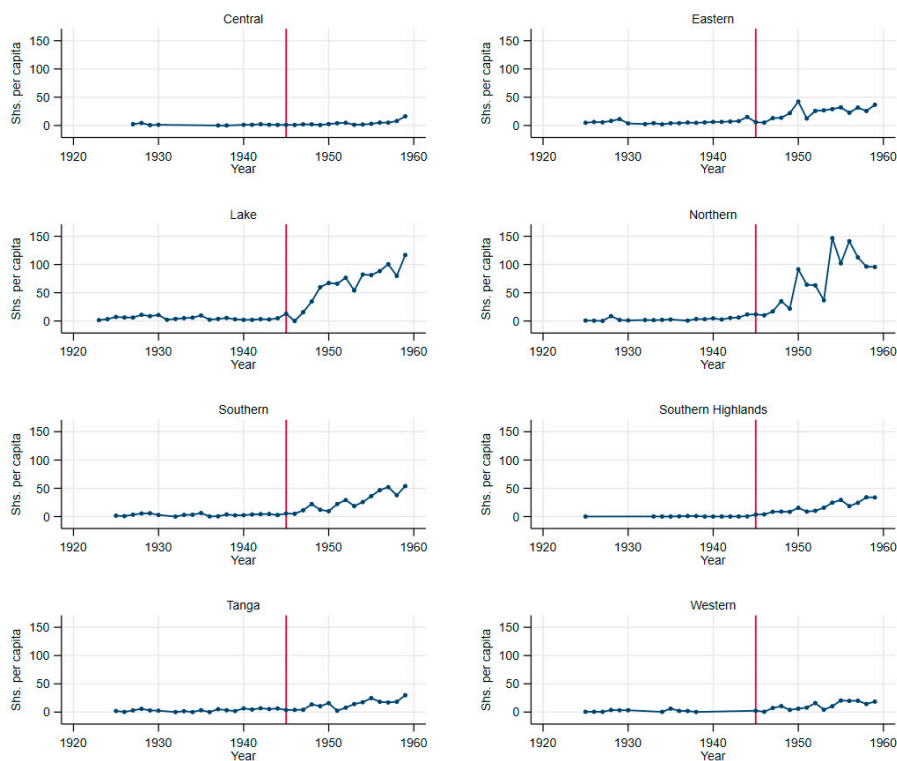 Central
Shs. per capita
150
100
50
0
1920 1930 1940 1950 1960
Year
Eastern
Shs. per capita
150
100
50
0
1920 1930 1940 1950 1960
Year
Lake
Shs. per capita
150
100
50
0
1920 1930 1940 1950 1960
Year
Northern
Shs. per capita
150
100
50
0
1920 1930 1940 1950 1960
Year
Southern
Shs. per capita
150
100
50
0
1920 1930 1940 1950 1960
Year
Southern Highlands
Shs. per capita
150
100
50
0
1920 1930 1940 1950 1960
Year
Tanga
Shs. per capita
150
100
50
0
1920 1930 1940 1950 1960
Year
Western
Shs. per capita
150
100
50
0
1920 1930 1940 1950 1960
Year